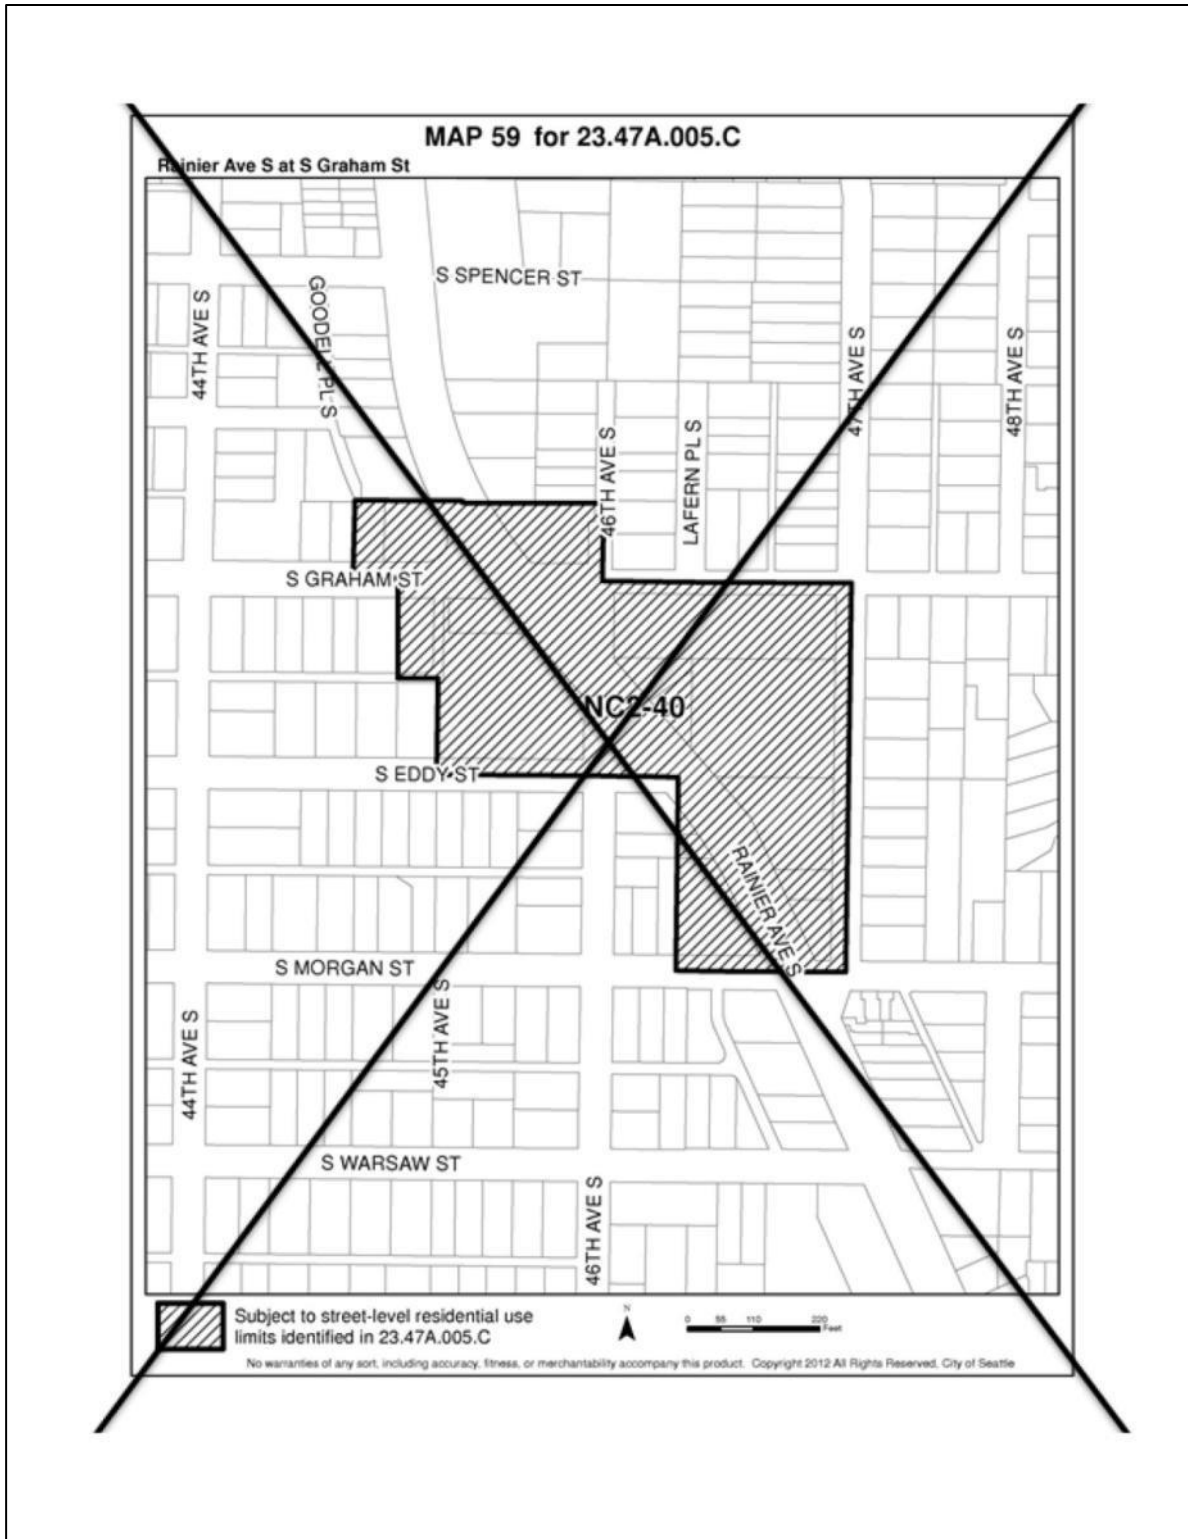 MAP 59 for 23.47A.005.C
Rainier Ave S at S Graham St
S SPENCER ST
GOODELL PL S
44TH AVE S
47TH AVE S
48TH AVE S
46TH AVE S
LAFERN PL S
S GRAHAM ST
NC2-40
S EDDY ST
RAINIER AVE S
S MORGAN ST
45TH AVE S
44TH AVE S
S WARSAW ST
46TH AVE S
Subject to street-level residential use
limits identified in 23.47A.005.C
N
0 55 110 220
Feet
No warranties of any sort, including accuracy, fitness, or merchantability accompany this product. Copyright 2012 All Rights Reserved, City of Seattle